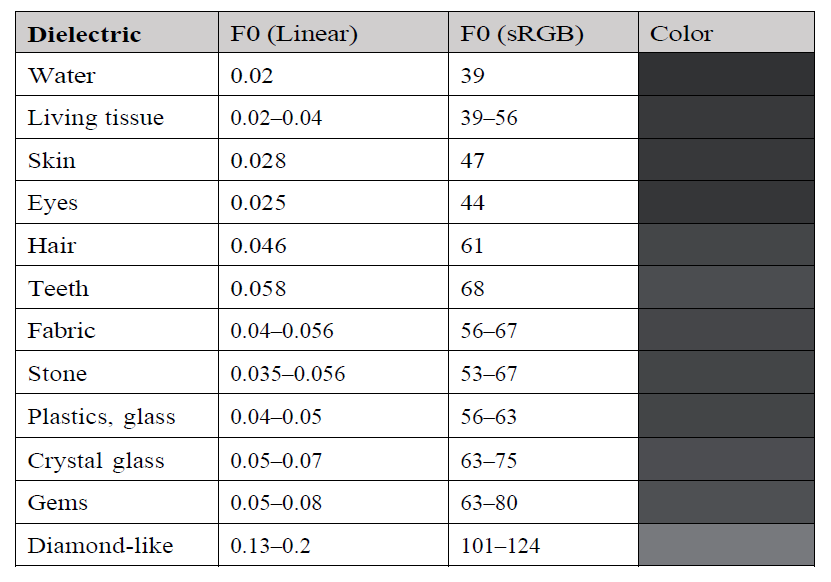 Dielectric F0 (Linear) F0 (sRGB) Color
Water 0.02 39
Living tissue 0.02–0.04 39–56
Skin 0.028 47
Eyes 0.025 44
Hair 0.046 61
Teeth 0.058 68
Fabric 0.04–0.056 56–67
Stone 0.035–0.056 53–67
Plastics, glass 0.04–0.05 56–63
Crystal glass 0.05–0.07 63–75
Gems 0.05–0.08 63–80
Diamond-like 0.13–0.2 101–124